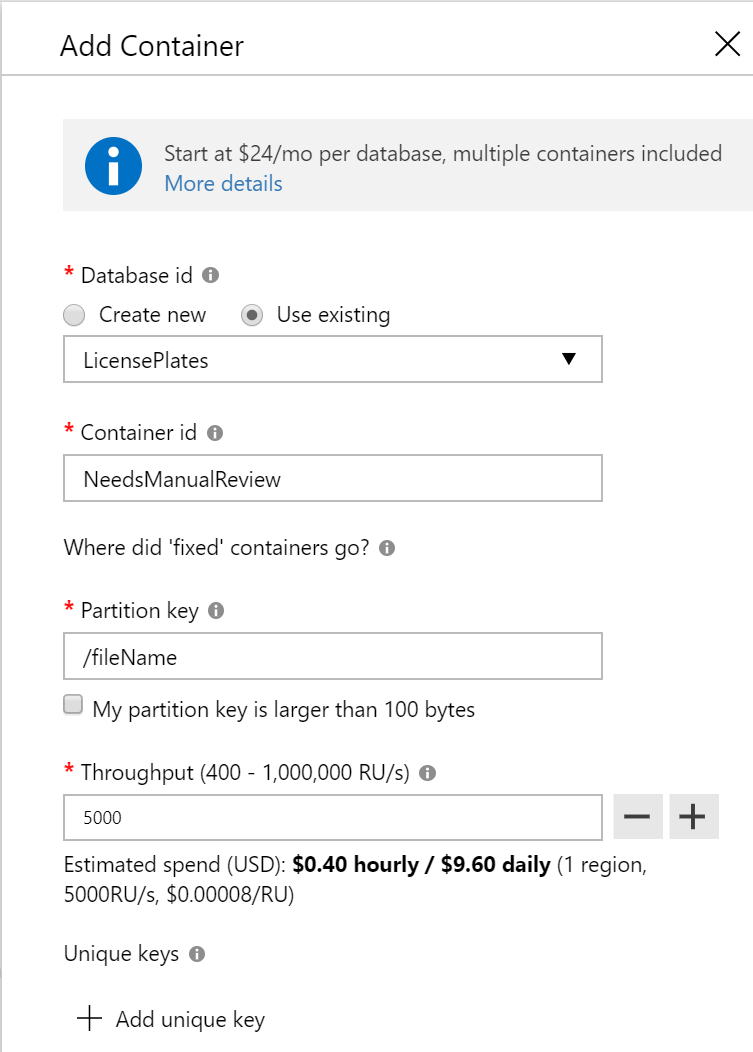 Add Container
Start at $24/mo per database, multiple containers included
More details
* Database id
Create new Use existing
LicensePlates
* Container id
NeedsManualReview
Where did 'fixed' containers go?
* Partition key
/fileName
My partition key is larger than 100 bytes
* Throughput (400 - 1,000,000 RU/s)
5000
Estimated spend (USD): $0.40 hourly / $9.60 daily (1 region,
5000RU/s, $0.00008/RU)
Unique keys
Add unique key